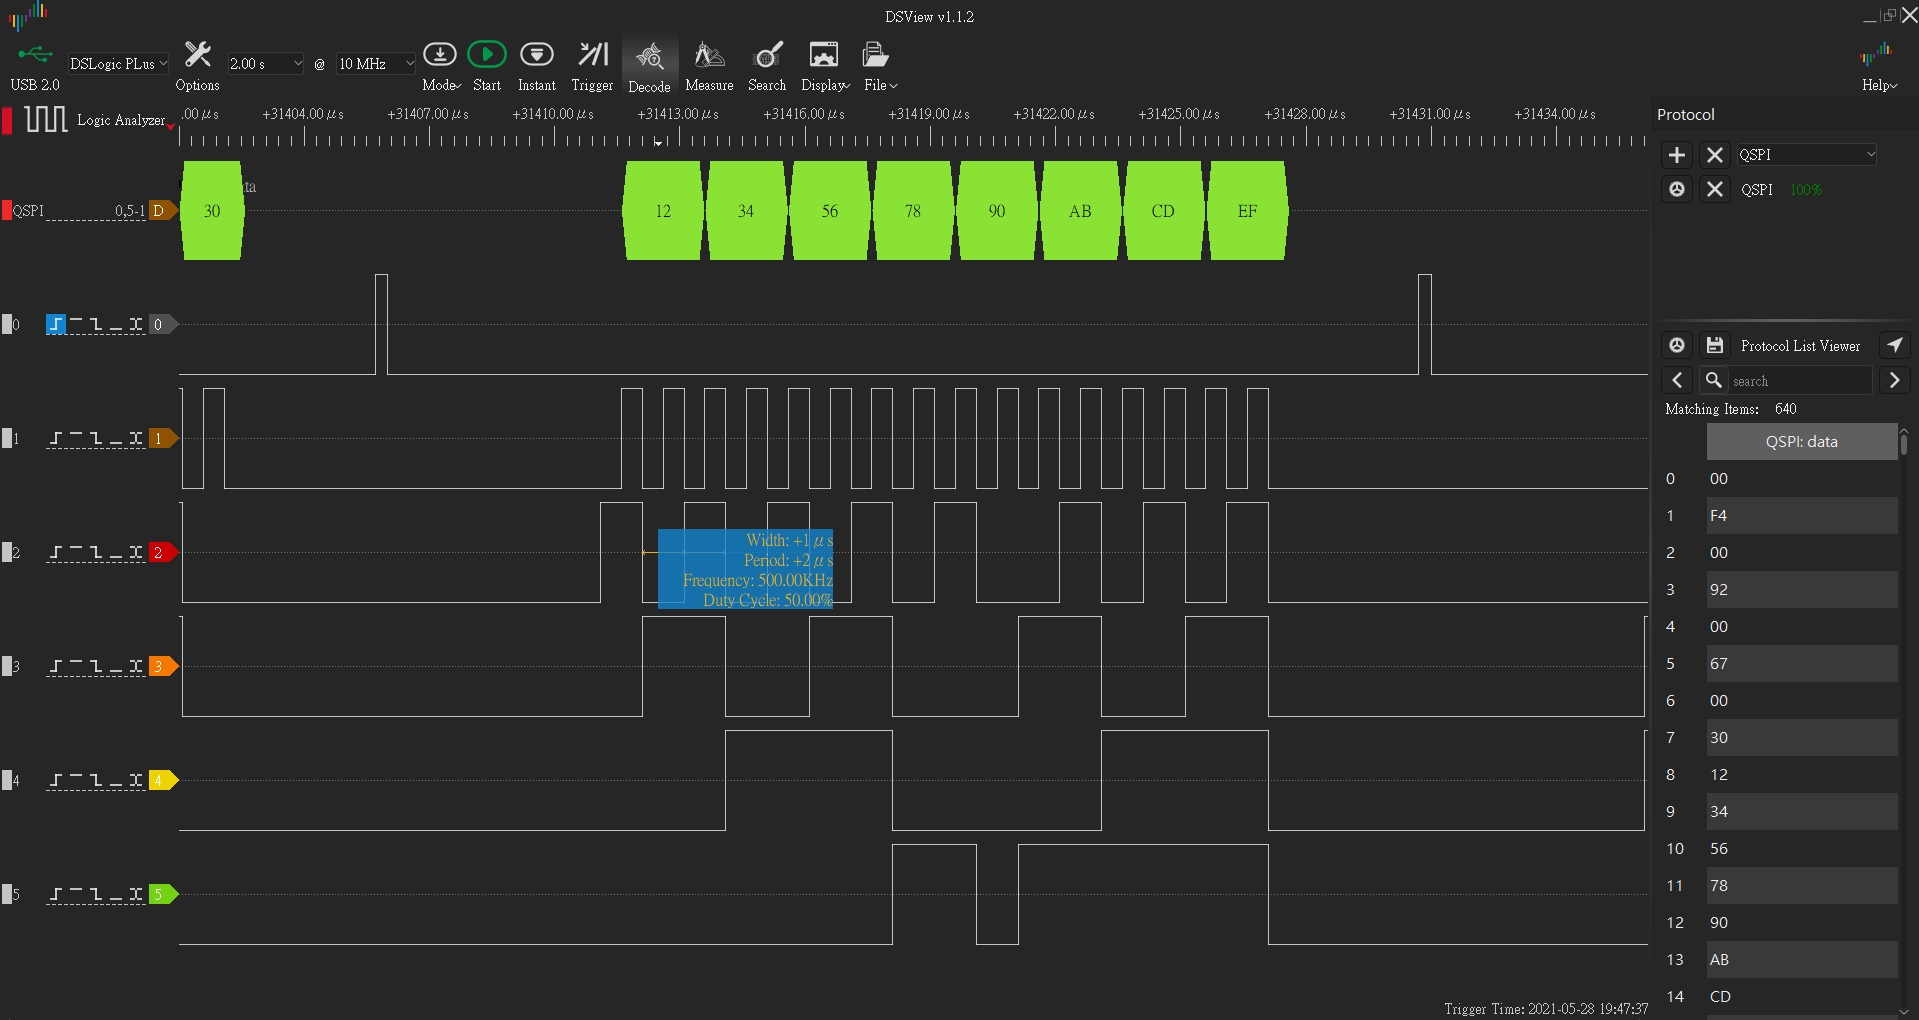 DSView v1.1.2
USB 2.0
DSLogic PLus
Options
2.00 s @ 10 MHz
Mode Start Instant Trigger Decode Measure Search Display File
Help
Logic Analyzer
.00 μs +31404.00 μs +31407.00 μs +31410.00 μs +31413.00 μs +31416.00 μs +31419.00 μs +31422.00 μs +31425.00 μs +31428.00 μs +31431.00 μs +31434.00 μs
ta
QSPI 0,5-1 D 30 12 34 56 78 90 AB CD EF
0 0
1 1
2 2
Width: +1 μs
Period: +2 μs
Frequency: 500.00KHz
Duty Cycle: 50.00%
3 3
4 4
5 5
Trigger Time: 2021-05-28 19:47:37
Protocol
QSPI
QSPI 100%
Protocol List Viewer
search
Matching Items: 640
QSPI: data
0 00
1 F4
2 00
3 92
4 00
5 67
6 00
7 30
8 12
9 34
10 56
11 78
12 90
13 AB
14 CD